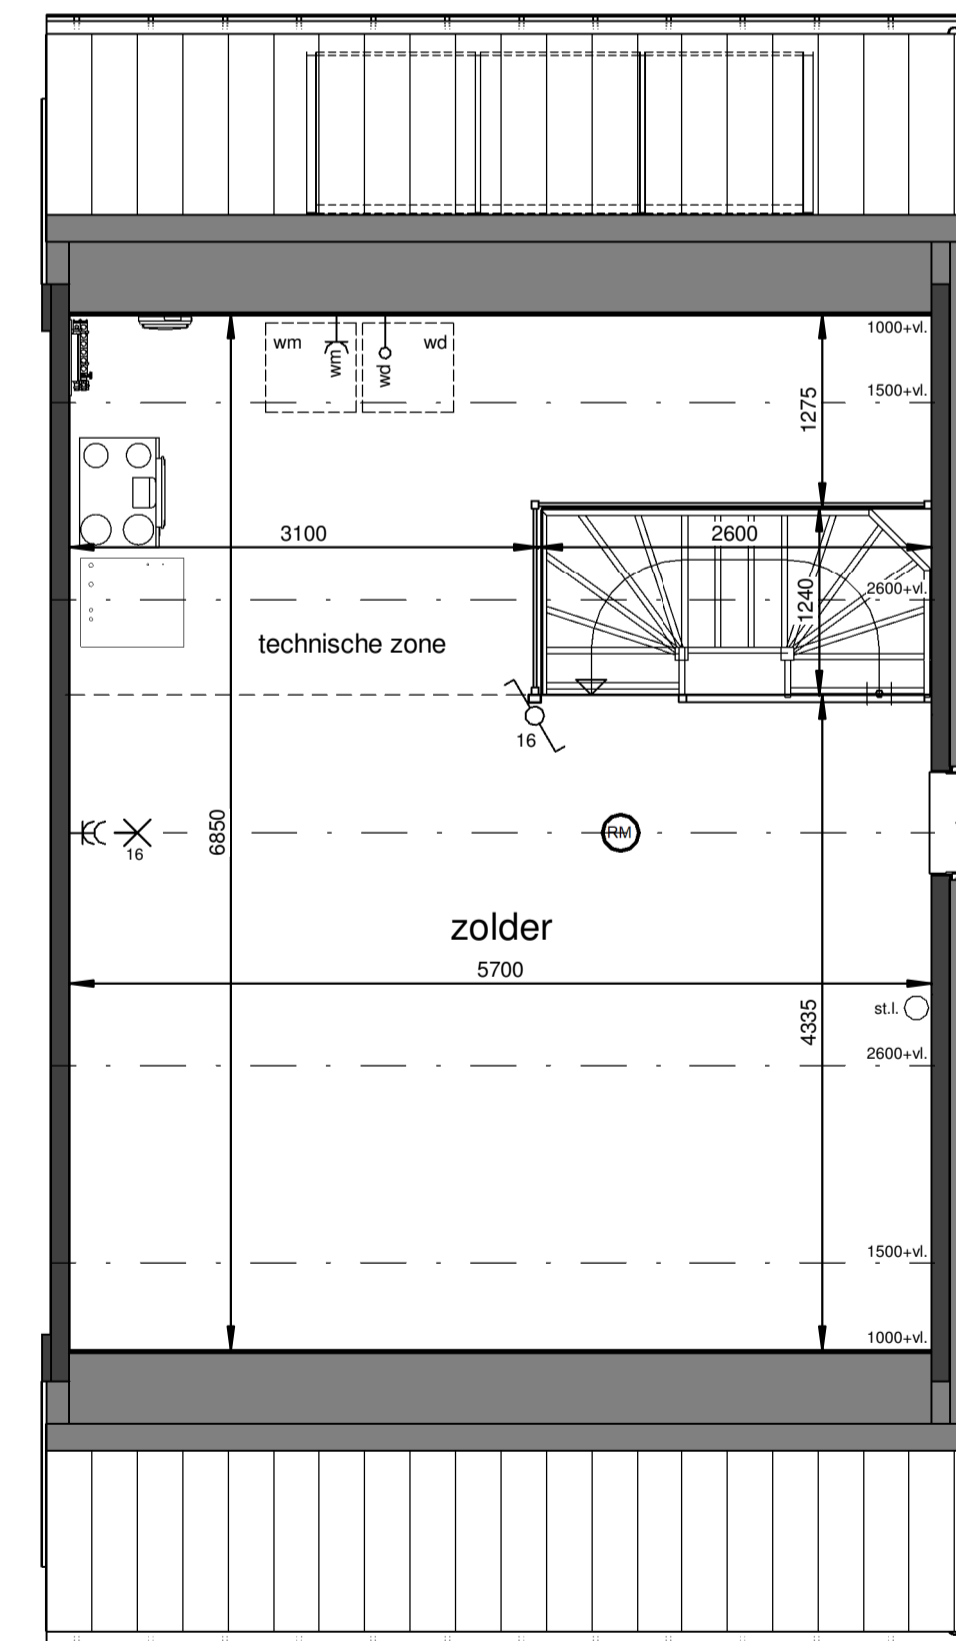 1000+vl.
wm
wm
wd
wd
1500+vl.
1275
3100
2600
2600+vl.
1240
technische zone
16
6850
RM
16
zolder
5700
st.l.
4335
2600+vl.
1500+vl.
1000+vl.